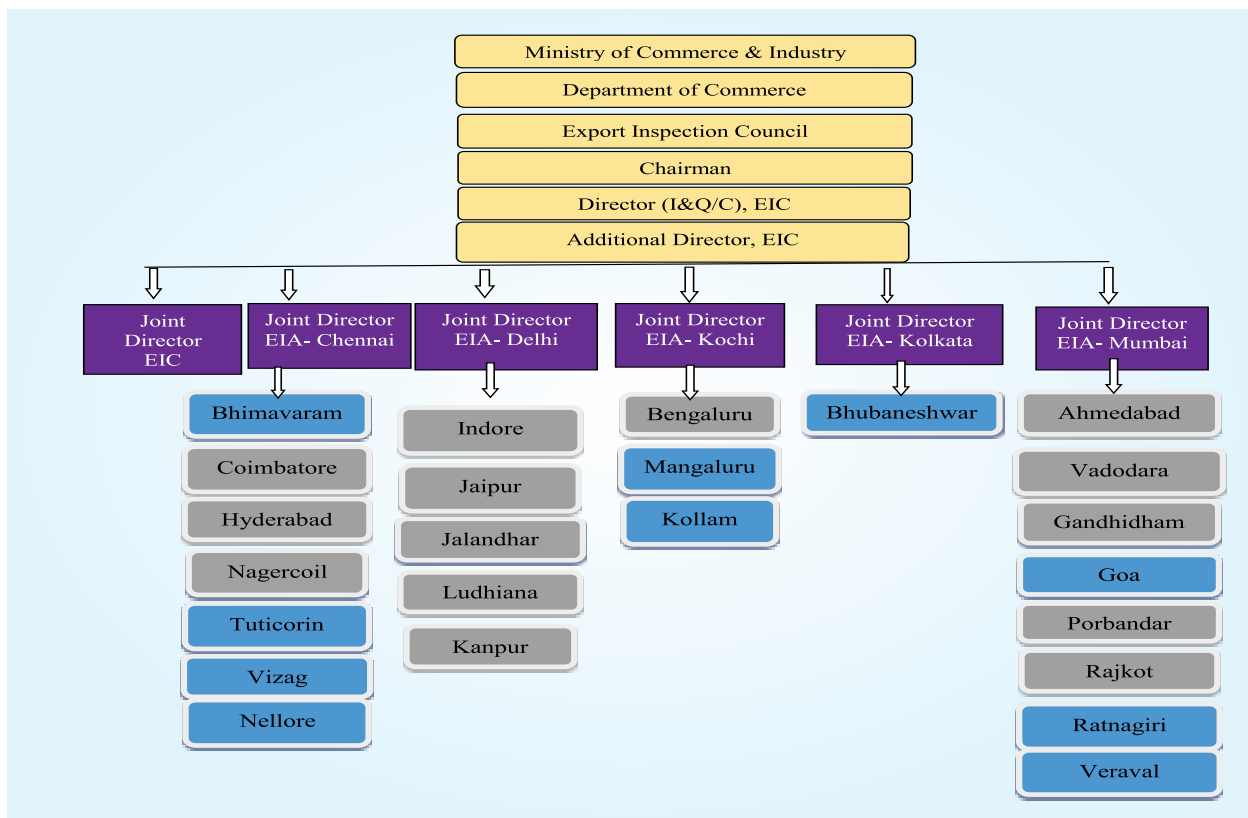 Ministry of Commerce & Industry
Department of Commerce
Export Inspection Council
Chairman
Director (I&Q/C), EIC
Additional Director, EIC
Joint
Director
EIC
Joint Director
EIA- Chennai
Joint Director
EIA- Delhi
Joint Director
EIA- Kochi
Joint Director
EIA- Kolkata
Joint Director
EIA- Mumbai
Bhimavaram
Coimbatore
Hyderabad
Nagercoil
Tuticorin
Vizag
Nellore
Indore
Jaipur
Jalandhar
Ludhiana
Kanpur
Bengaluru
Mangaluru
Kollam
Bhubaneshwar
Ahmedabad
Vadodara
Gandhidham
Goa
Porbandar
Rajkot
Ratnagiri
Veraval